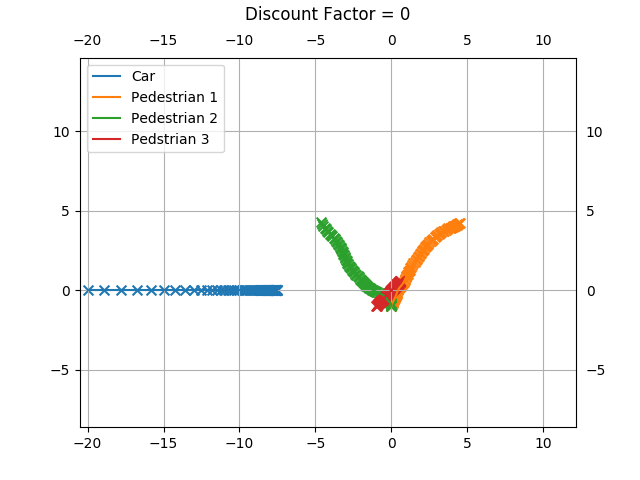 Discount Factor = 0
−20 −15 −10 −5 0 5 10
Car
Pedestrian 1
Pedestrian 2
Pedstrian 3
10 10
5 5
0 0
−5 −5
−20 −15 −10 −5 0 5 10